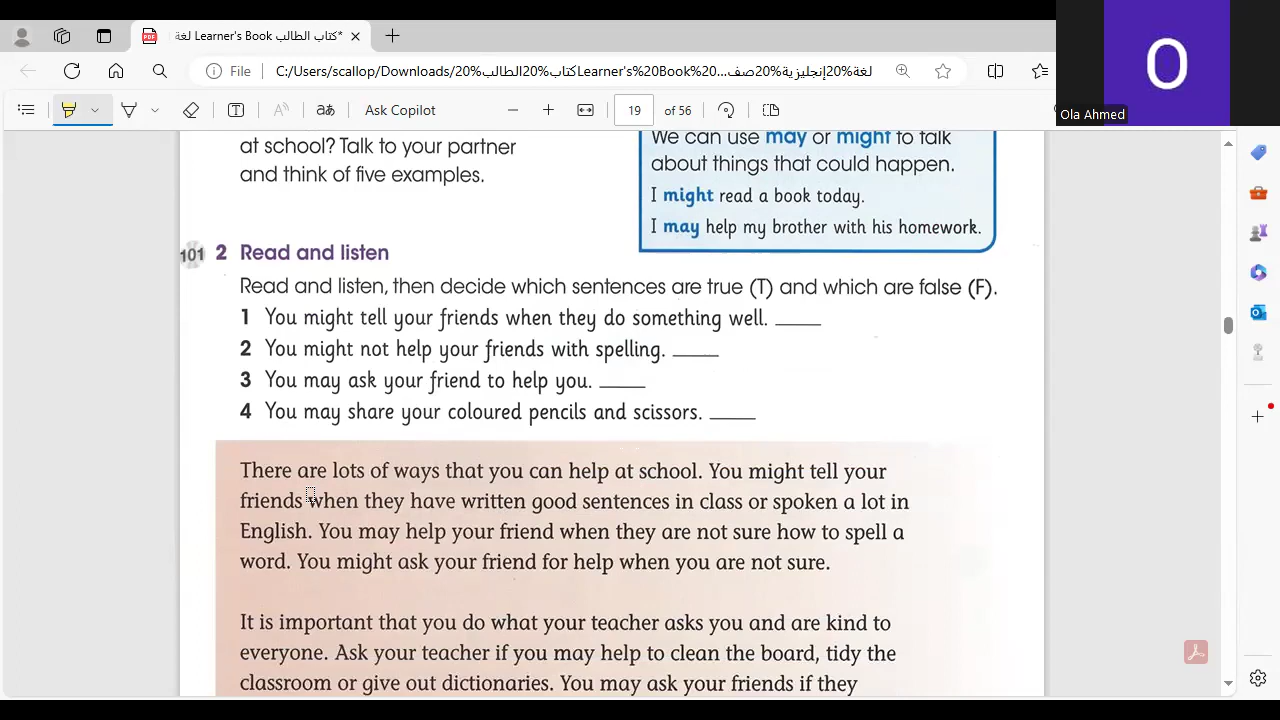 كتاب الطالب Learner's Book لغة*
File
C:/Users/scallop/Downloads/20%كتاب20%الطالبLearner's%20Book%20...لغة%20إنجليزية%20صف
Ask Copilot
19
of 56
O
Ola Ahmed
at school? Talk to your partner
and think of five examples.
We can use may or might to talk
about things that could happen.
I might read a book today.
I may help my brother with his homework.
101 2 Read and listen
Read and listen, then decide which sentences are true (T) and which are false (F).
1 You might tell your friends when they do something well. _____
2 You might not help your friends with spelling. _____
3 You may ask your friend to help you. _____
4 You may share your coloured pencils and scissors. _____
There are lots of ways that you can help at school. You might tell your
friends when they have written good sentences in class or spoken a lot in
English. You may help your friend when they are not sure how to spell a
word. You might ask your friend for help when you are not sure.
It is important that you do what your teacher asks you and are kind to
everyone. Ask your teacher if you may help to clean the board, tidy the
classroom or give out dictionaries. You may ask your friends if they